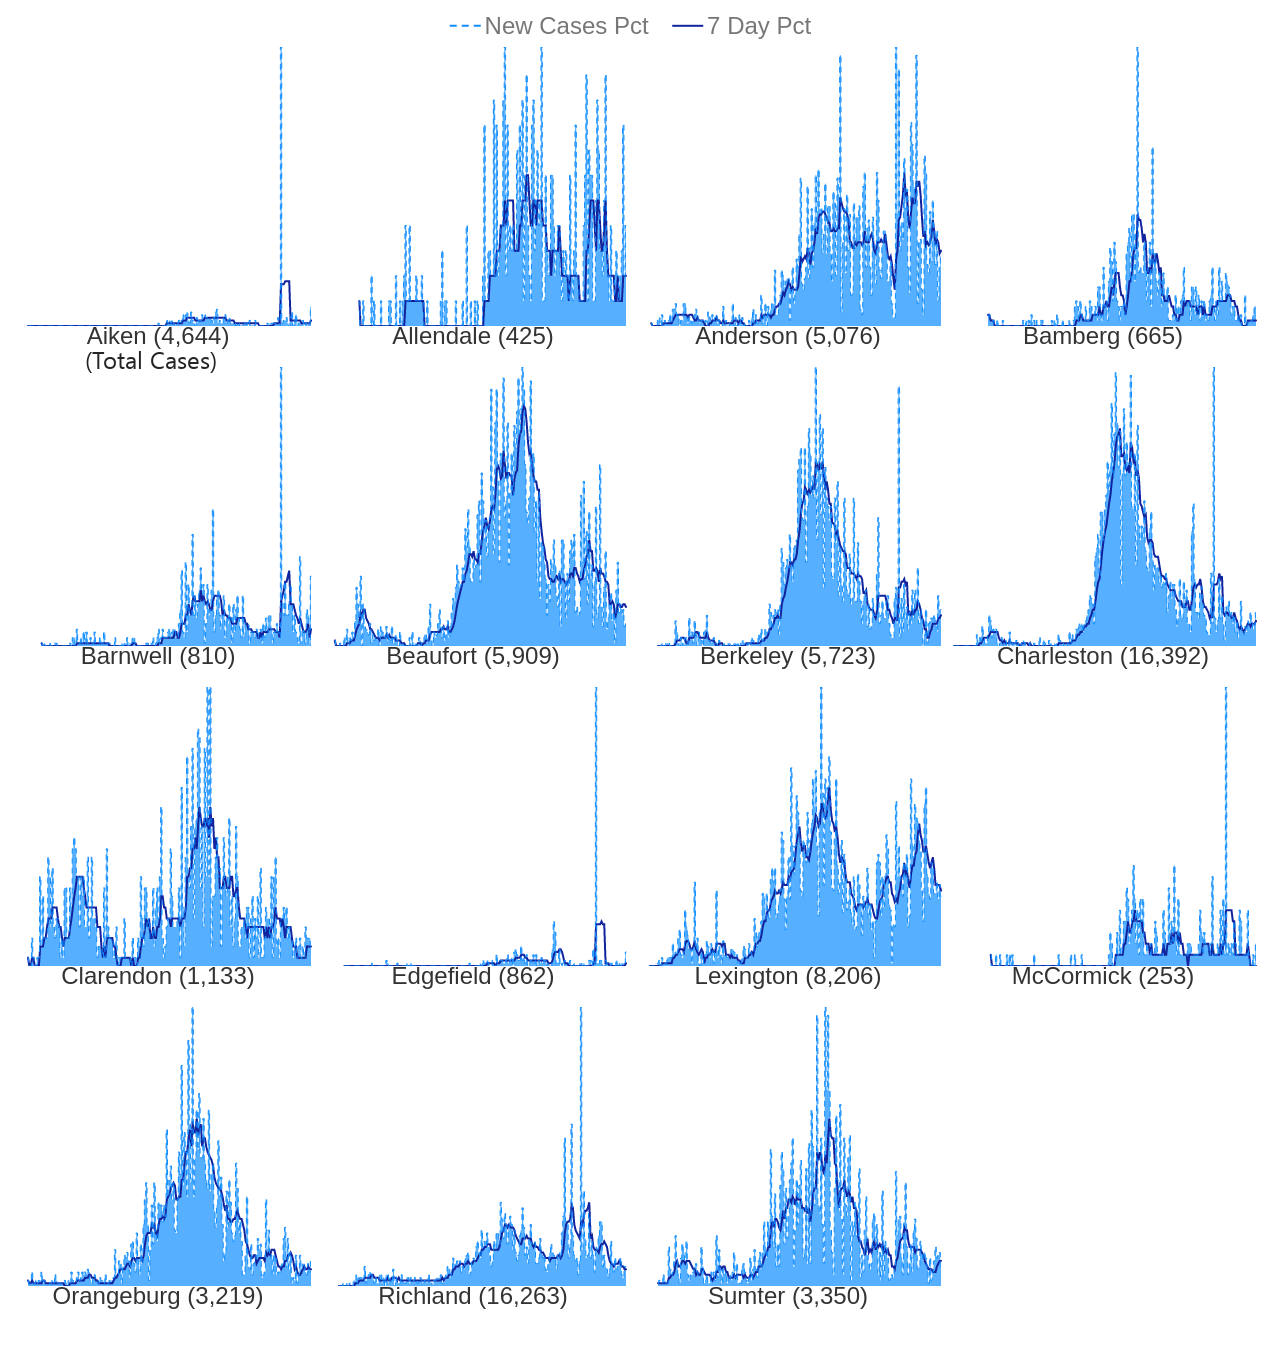 New Cases Pct 7 Day Pct
Aiken (4,644) Allendale (425) Anderson (5,076) Bamberg (665)
(Total Cases)
Barnwell (810) Beaufort (5,909) Berkeley (5,723) Charleston (16,392)
Clarendon (1,133) Edgefield (862) Lexington (8,206) McCormick (253)
Orangeburg (3,219) Richland (16,263) Sumter (3,350)